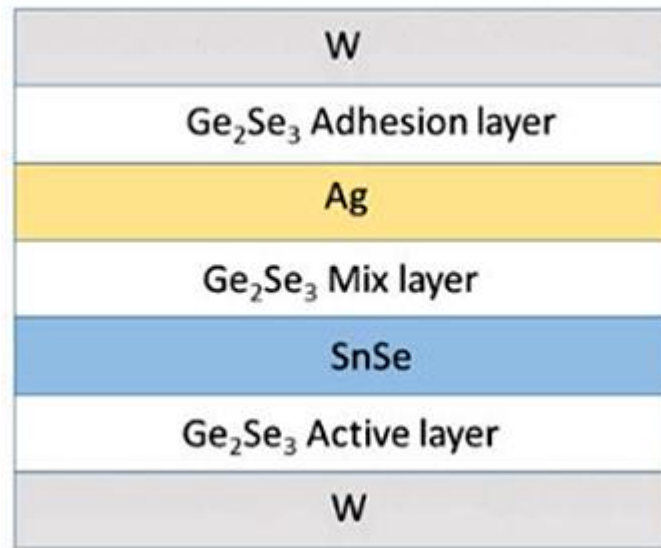 W
Ge₂Se₃ Adhesion layer
Ag
Ge₂Se₃ Mix layer
SnSe
Ge₂Se₃ Active layer
W